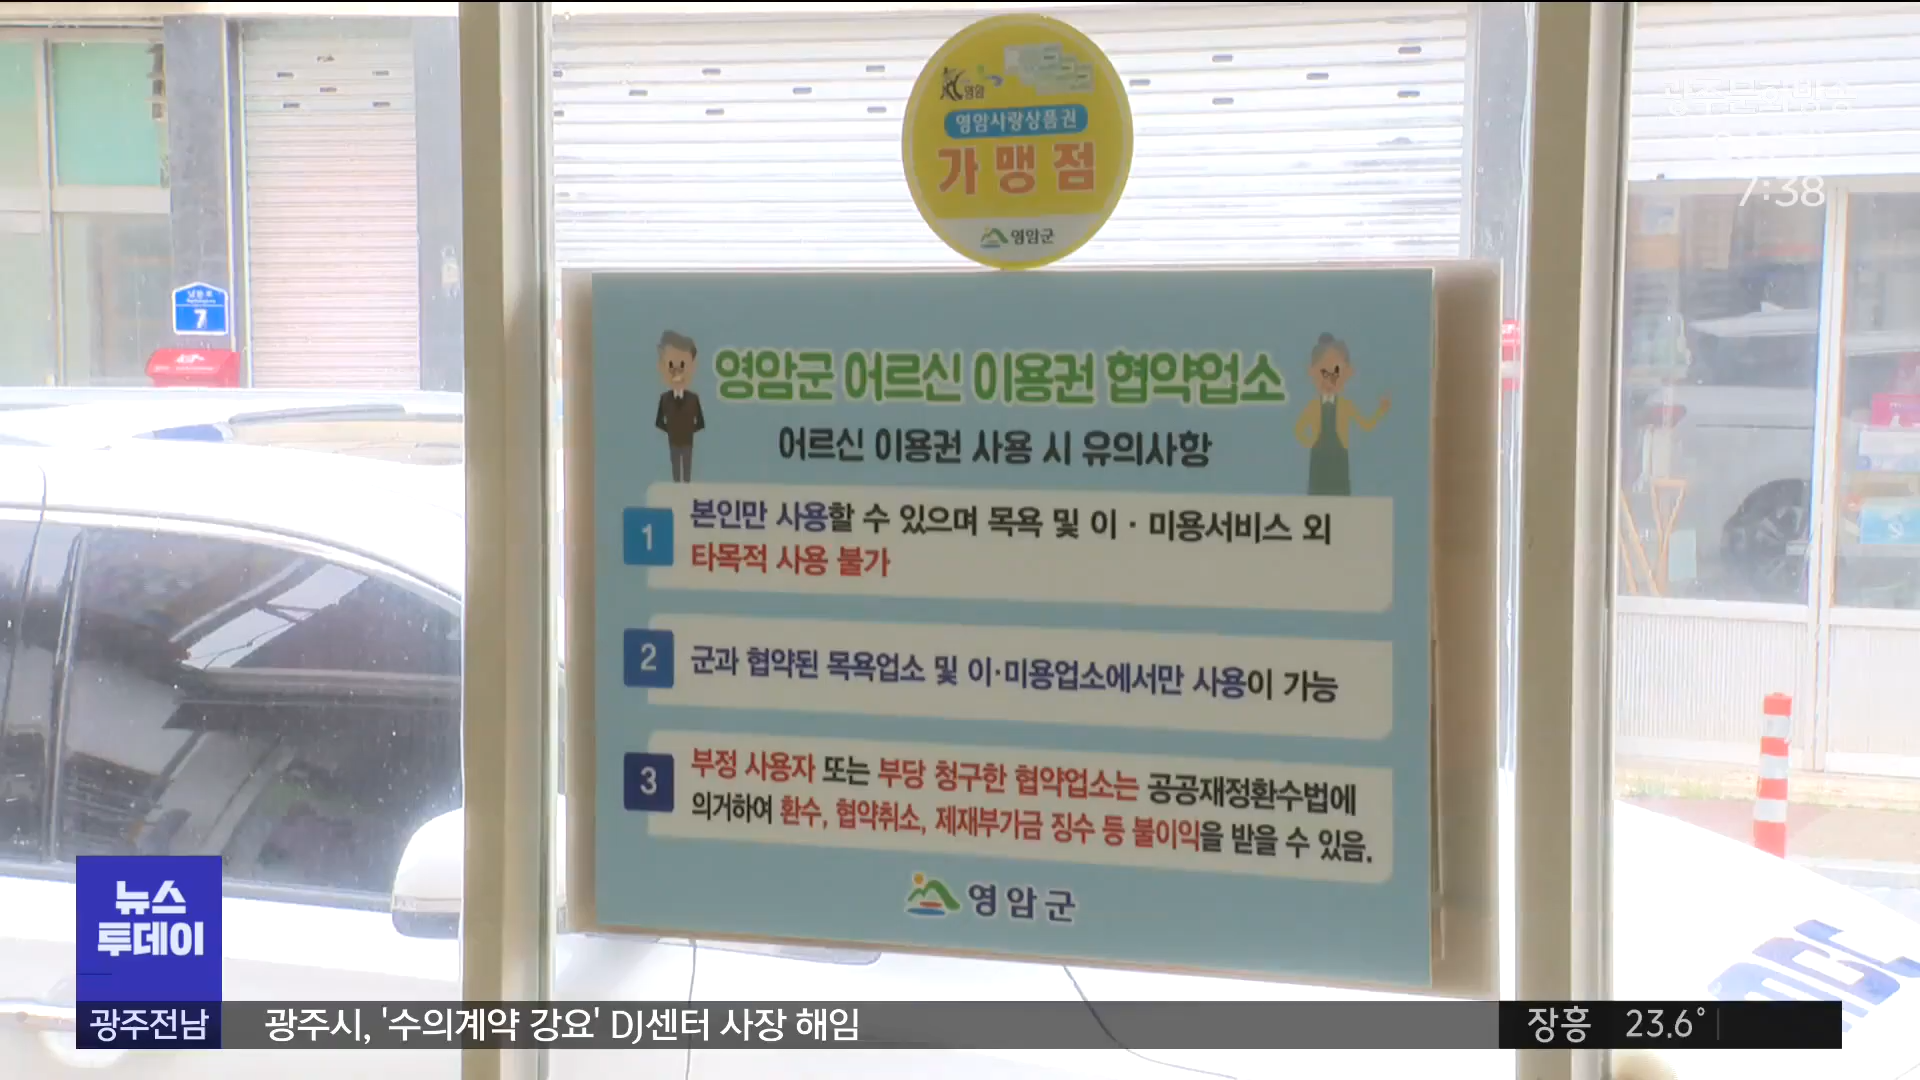 광주문화방송
7:38
영암
영암사랑상품권
가맹점
영암군
7
영암군 어르신 이용권 협약업소
어르신 이용권 사용 시 유의사항
1
본인만 사용할 수 있으며 목욕 및 이 · 미용서비스 외
타목적 사용 불가
2
군과 협약된 목욕업소 및 이·미용업소에서만 사용이 가능
3
부정 사용자 또는 부당 청구한 협약업소는 공공재정환수법에
의거하여 환수, 협약취소, 제재부가금 징수 등 불이익을 받을 수 있음.
영암군
뉴스
투데이
광주전남
광주시, '수의계약 강요' DJ센터 사장 해임
장흥 23.6°